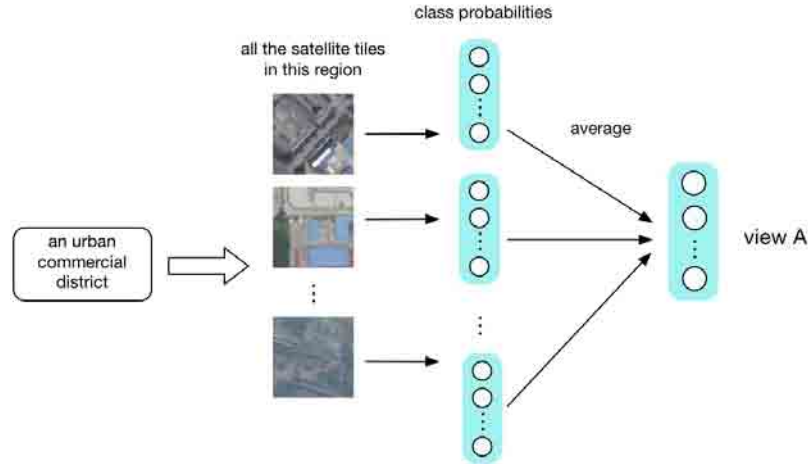 class probabilities
all the satellite tiles
in this region
average
an urban
commercial
district
view A